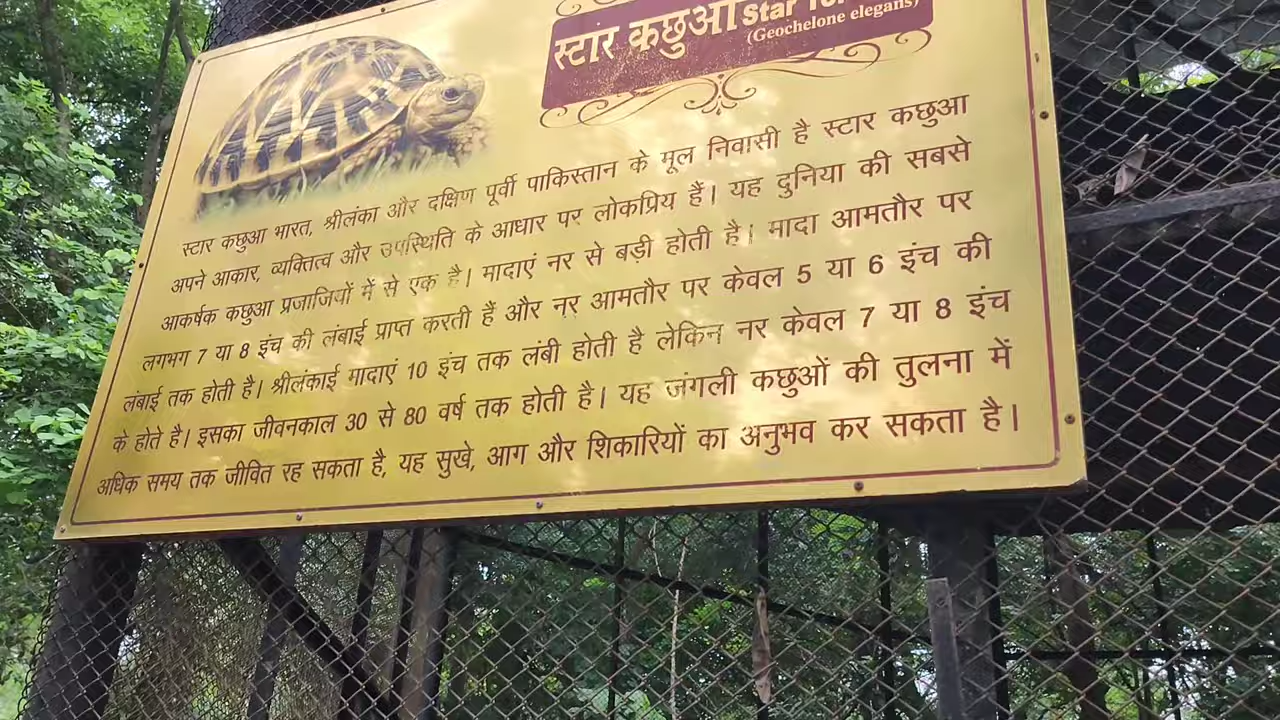 स्टार कछुआ Star
(Geochelone elegans)
स्टार कछुआ भारत, श्रीलंका और दक्षिण पूर्वी पाकिस्तान के मूल निवासी है स्टार कछुआ
अपने आकार, व्यक्तित्व और उपस्थिति के आधार पर लोकप्रिय हैं। यह दुनिया की सबसे
आकर्षक कछुआ प्रजाजियों में से एक है। मादाएं नर से बड़ी होती है। मादा आमतौर पर
लगभग 7 या 8 इंच की लंबाई प्राप्त करती हैं और नर आमतौर पर केवल 5 या 6 इंच की
लंबाई तक होती है। श्रीलंकाई मादाएं 10 इंच तक लंबी होती है लेकिन नर केवल 7 या 8 इंच
के होते है। इसका जीवनकाल 30 से 80 वर्ष तक होती है। यह जंगली कछुओं की तुलना में
अधिक समय तक जीवित रह सकता है, यह सुखे, आग और शिकारियों का अनुभव कर सकता है।